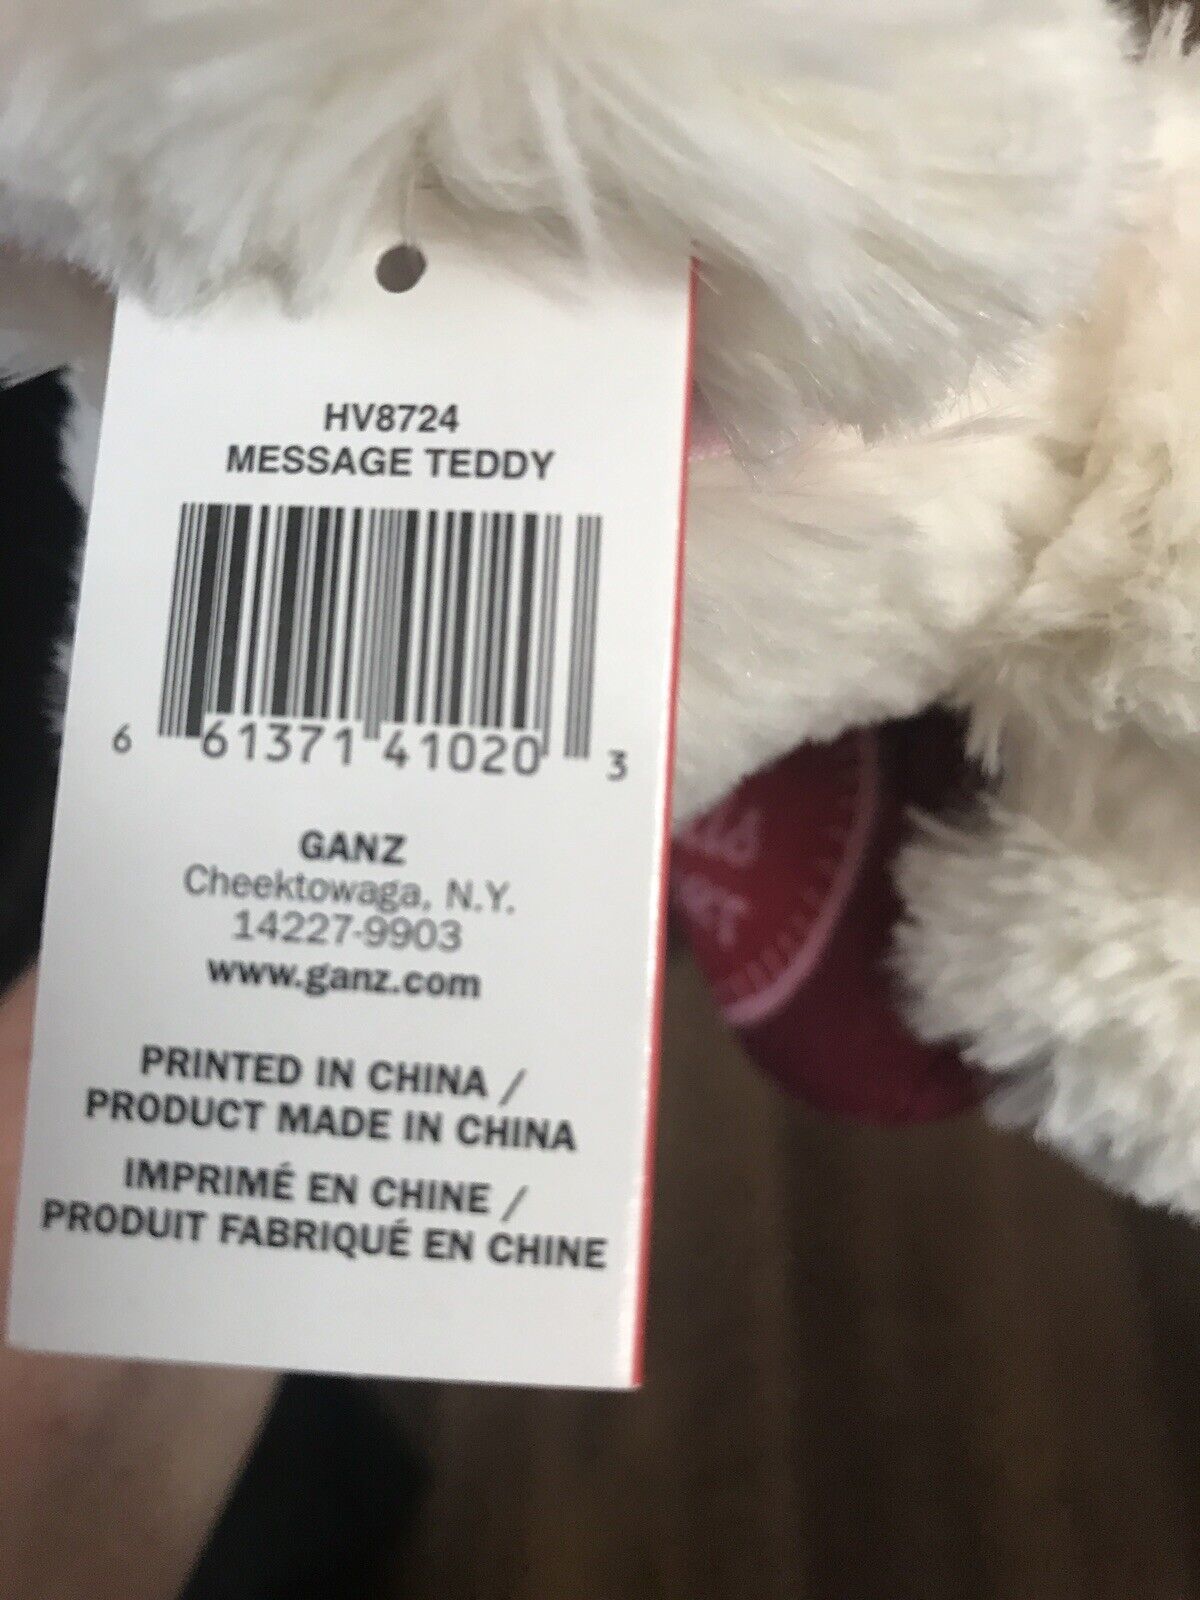 HV8724
MESSAGE TEDDY
6 61371 41020 3
GANZ
Cheektowaga, N.Y.
14227-9903
www.ganz.com
PRINTED IN CHINA /
PRODUCT MADE IN CHINA
IMPRIMÉ EN CHINE /
PRODUIT FABRIQUÉ EN CHINE